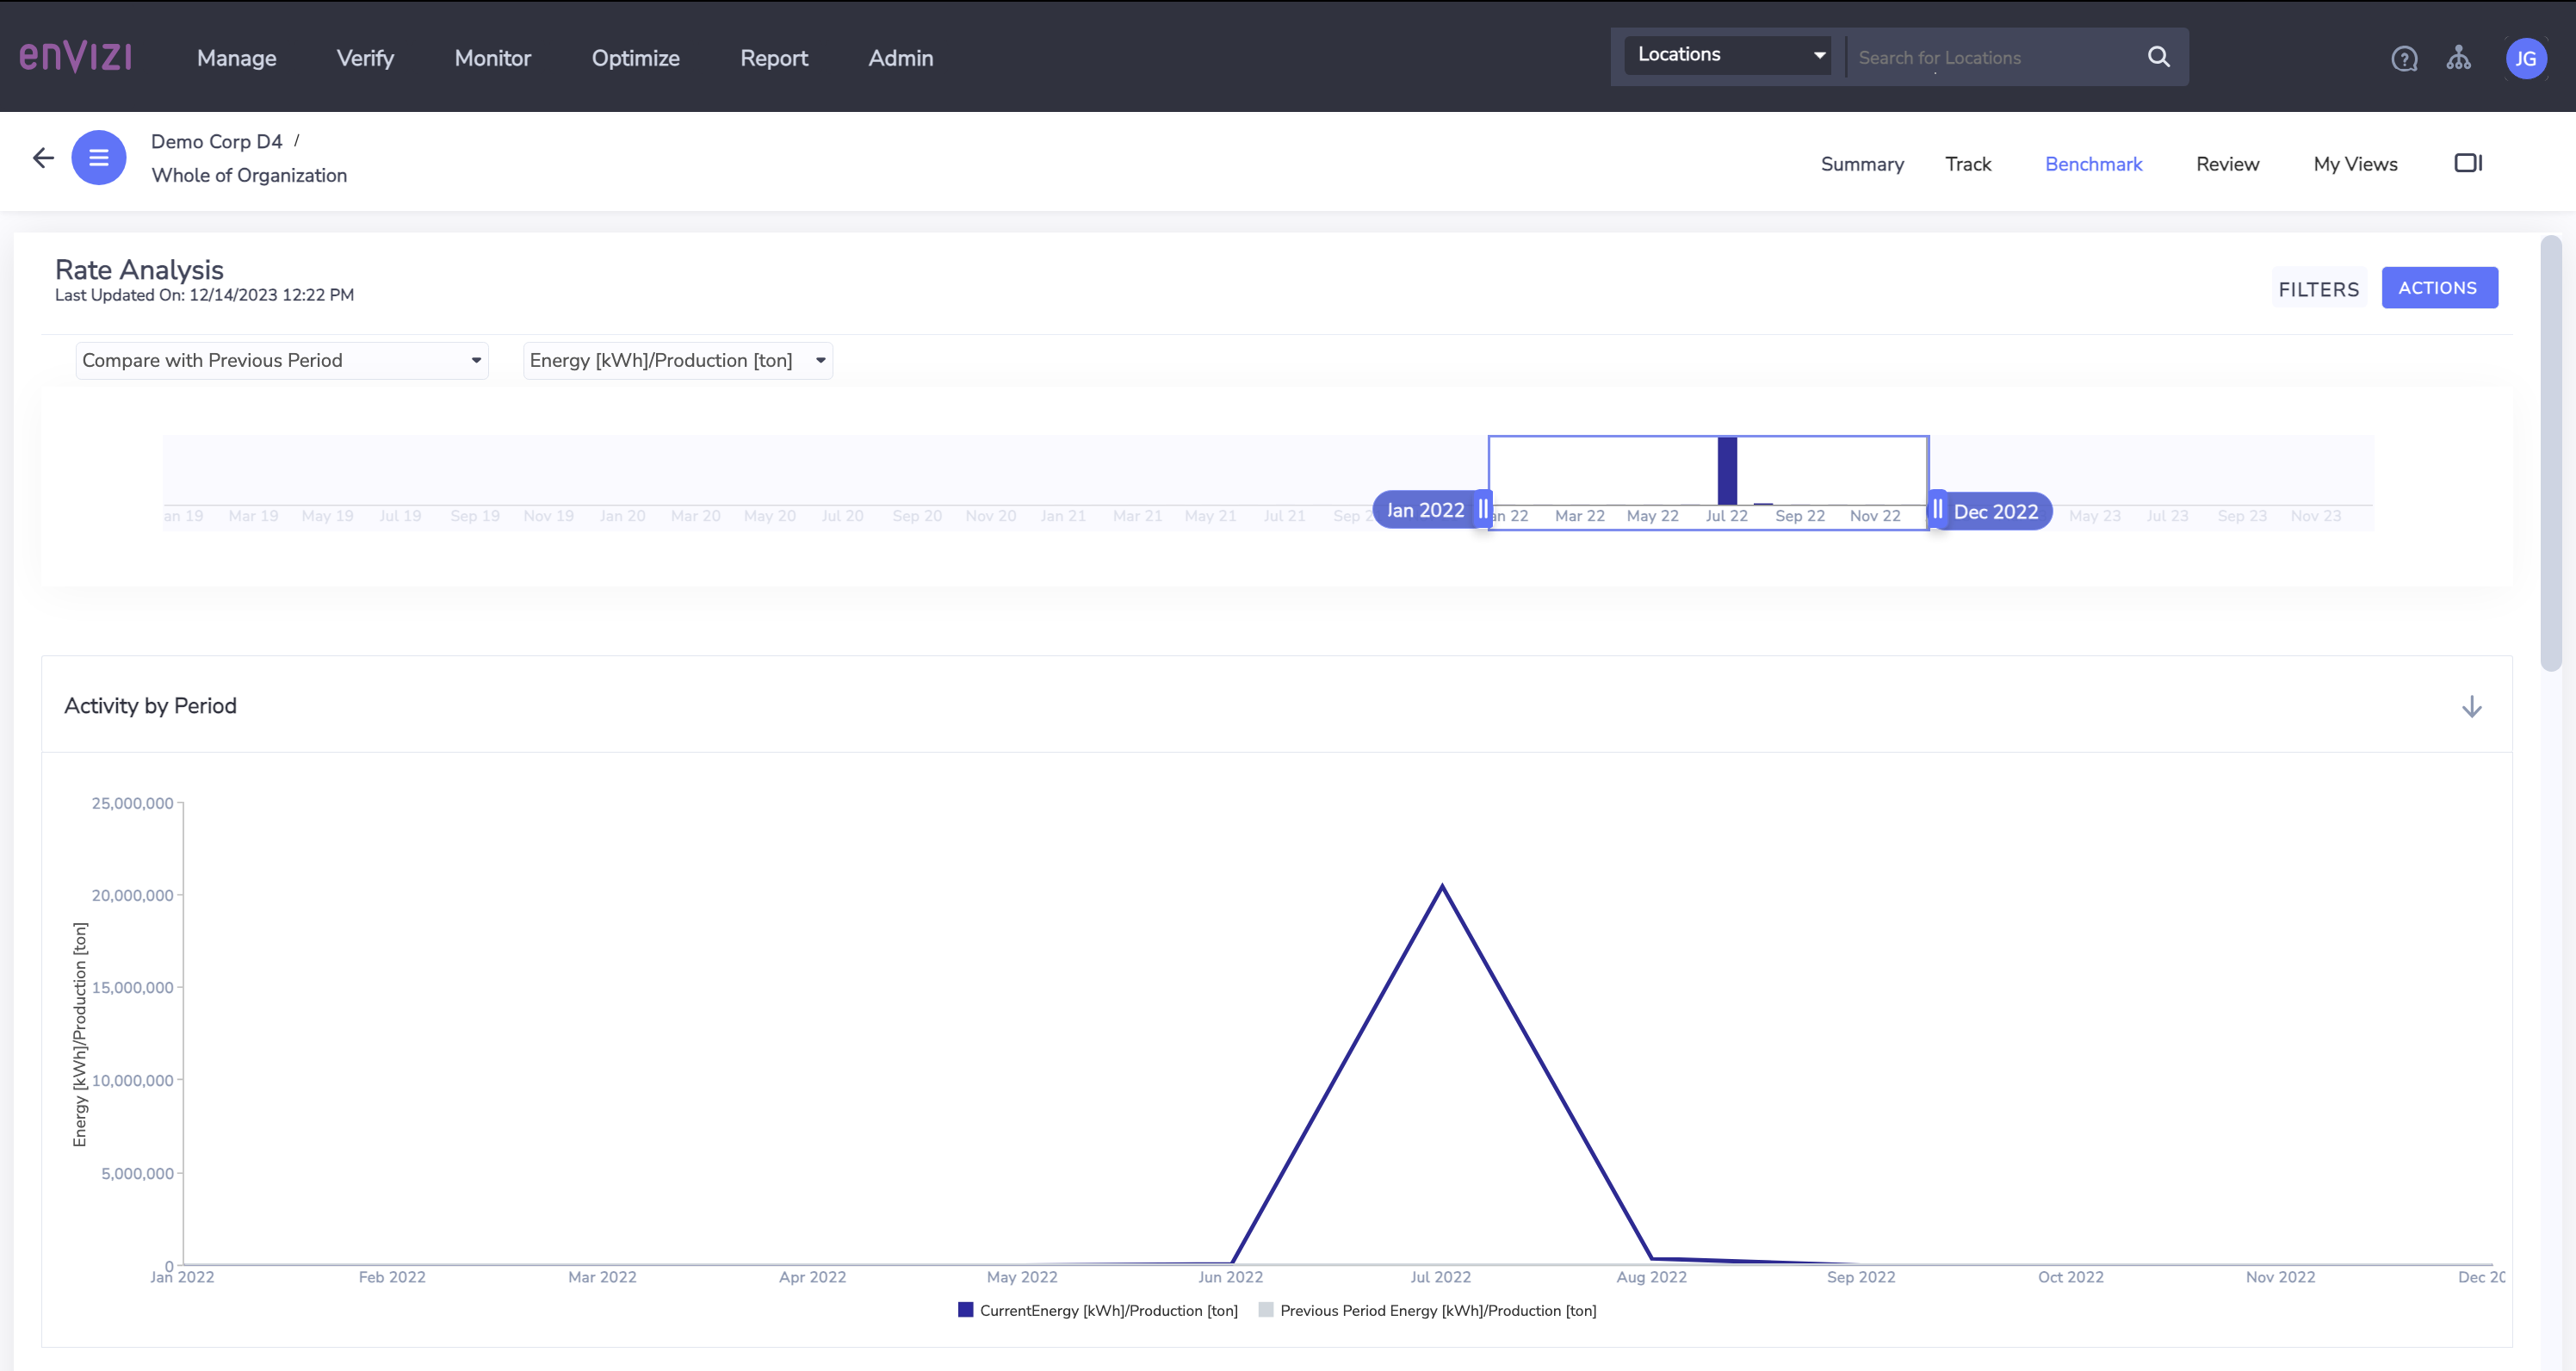 enVizi Manage Verify Monitor Optimize Report Admin Locations Search for Locations JG
Demo Corp D4 /
Whole of Organization
Summary Track Benchmark Review My Views
Rate Analysis
Last Updated On: 12/14/2023 12:22 PM
FILTERS ACTIONS
Compare with Previous Period Energy [kWh]/Production [ton]
Jan 2022 Dec 2022
an 19 Mar 19 May 19 Jul 19 Sep 19 Nov 19 Jan 20 Mar 20 May 20 Jul 20 Sep 20 Nov 20 Jan 21 Mar 21 May 21 Jul 21 Sep 2 an 22 Mar 22 May 22 Jul 22 Sep 22 Nov 22 May 23 Jul 23 Sep 23 Nov 23
Activity by Period
Energy [kWh]/Production [ton]
25,000,000
20,000,000
15,000,000
10,000,000
5,000,000
0
Jan 2022 Feb 2022 Mar 2022 Apr 2022 May 2022 Jun 2022 Jul 2022 Aug 2022 Sep 2022 Oct 2022 Nov 2022 Dec 20
CurrentEnergy [kWh]/Production [ton] Previous Period Energy [kWh]/Production [ton]